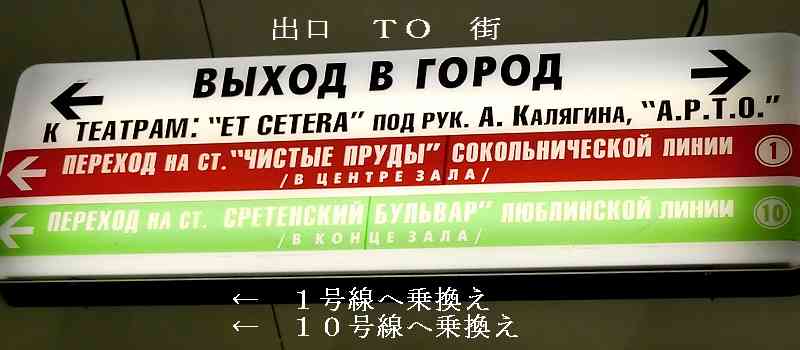 出口 TO 街
← ВЫХОД В ГОРОД →
К ТЕАТРАМ: "ET CETERA" ПОД РУК. А. КАЛЯГИНА, "А.Р.Т.О."
← ПЕРЕХОД НА СТ. "ЧИСТЫЕ ПРУДЫ" СОКОЛЬНИЧЕСКОЙ ЛИНИИ 1
/В ЦЕНТРЕ ЗАЛА/
← ПЕРЕХОД НА СТ. СРЕТЕНСКИЙ БУЛЬВАР" ЛЮБЛИНСКОЙ ЛИНИИ 10
/В КОНЦЕ ЗАЛА/
← 1号線へ乗換え
← 10号線へ乗換え